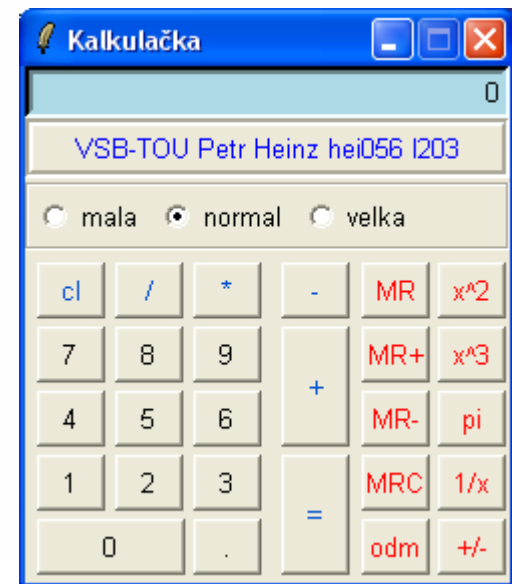 Kalkulačka
0
VSB-TOU Petr Heinz hei056 l203
mala normal velka
cl / * - MR x^2
7 8 9 + MR+ x^3
4 5 6 MR- pi
1 2 3 = MRC 1/x
0 . odm +/-